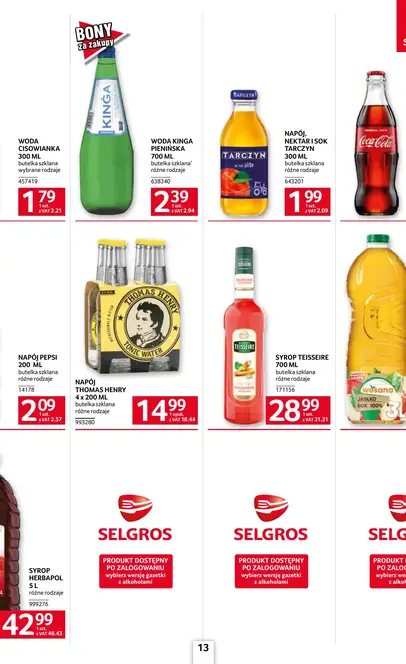 BONY
za zakupy
KINGA
WODA
CISOWIANKA
300 ML
butelka szklana
wybrane rodzaje
457419
1 79
1 szt.
z VAT 2.21
WODA KINGA
PIENIŃSKA
700 ML
butelka szklana
różne rodzaje
638340
2 39
1 szt.
z VAT 2.94
TARCZYN
TARCZYN
NAPÓJ,
NEKTAR I SOK
TARCZYN
300 ML
butelka szklana
różne rodzaje
643201
1 99
1 szt.
z VAT 2.09
Coca-Cola
NAPÓJ PEPSI
200 ML
butelka szklana
różne rodzaje
14178
2 09
1 szt.
z VAT 2.57
THOMAS HENRY
TONIC WATER
NAPÓJ
THOMAS HENRY
4 x 200 ML
butelka szklana
różne rodzaje
993280
14 99
1 opak.
z VAT 18.44
TEISSEIRE
SYROP TEISSEIRE
700 ML
butelka szklana
różne rodzaje
171156
28 99
1 szt.
z VAT 31.31
wosana
JABŁKO
SOK 100%
3
SYROP
HERBAPOL
5 L
różne rodzaje
999276
42 99
1 szt.
z VAT 46.43
SELGROS
PRODUKT DOSTĘPNY
PO ZALOGOWANIU
wybierz wersję gazetki
z alkoholami
SELGROS
PRODUKT DOSTĘPNY
PO ZALOGOWANIU
wybierz wersję gazetki
z alkoholami
SELG
PRODUKT D
PO ZALOG
wybierz wer
z alko
13